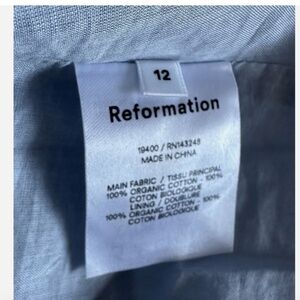 12
Reformation
19400 / RN143248
MADE IN CHINA
MAIN FABRIC / TISSU PRINCIPAL
100% ORGANIC COTTON - 100%
COTON BIOLOGIQUE
LINING / DOUBLURE
100% ORGANIC COTTON - 100%
COTON BIOLOGIQUE